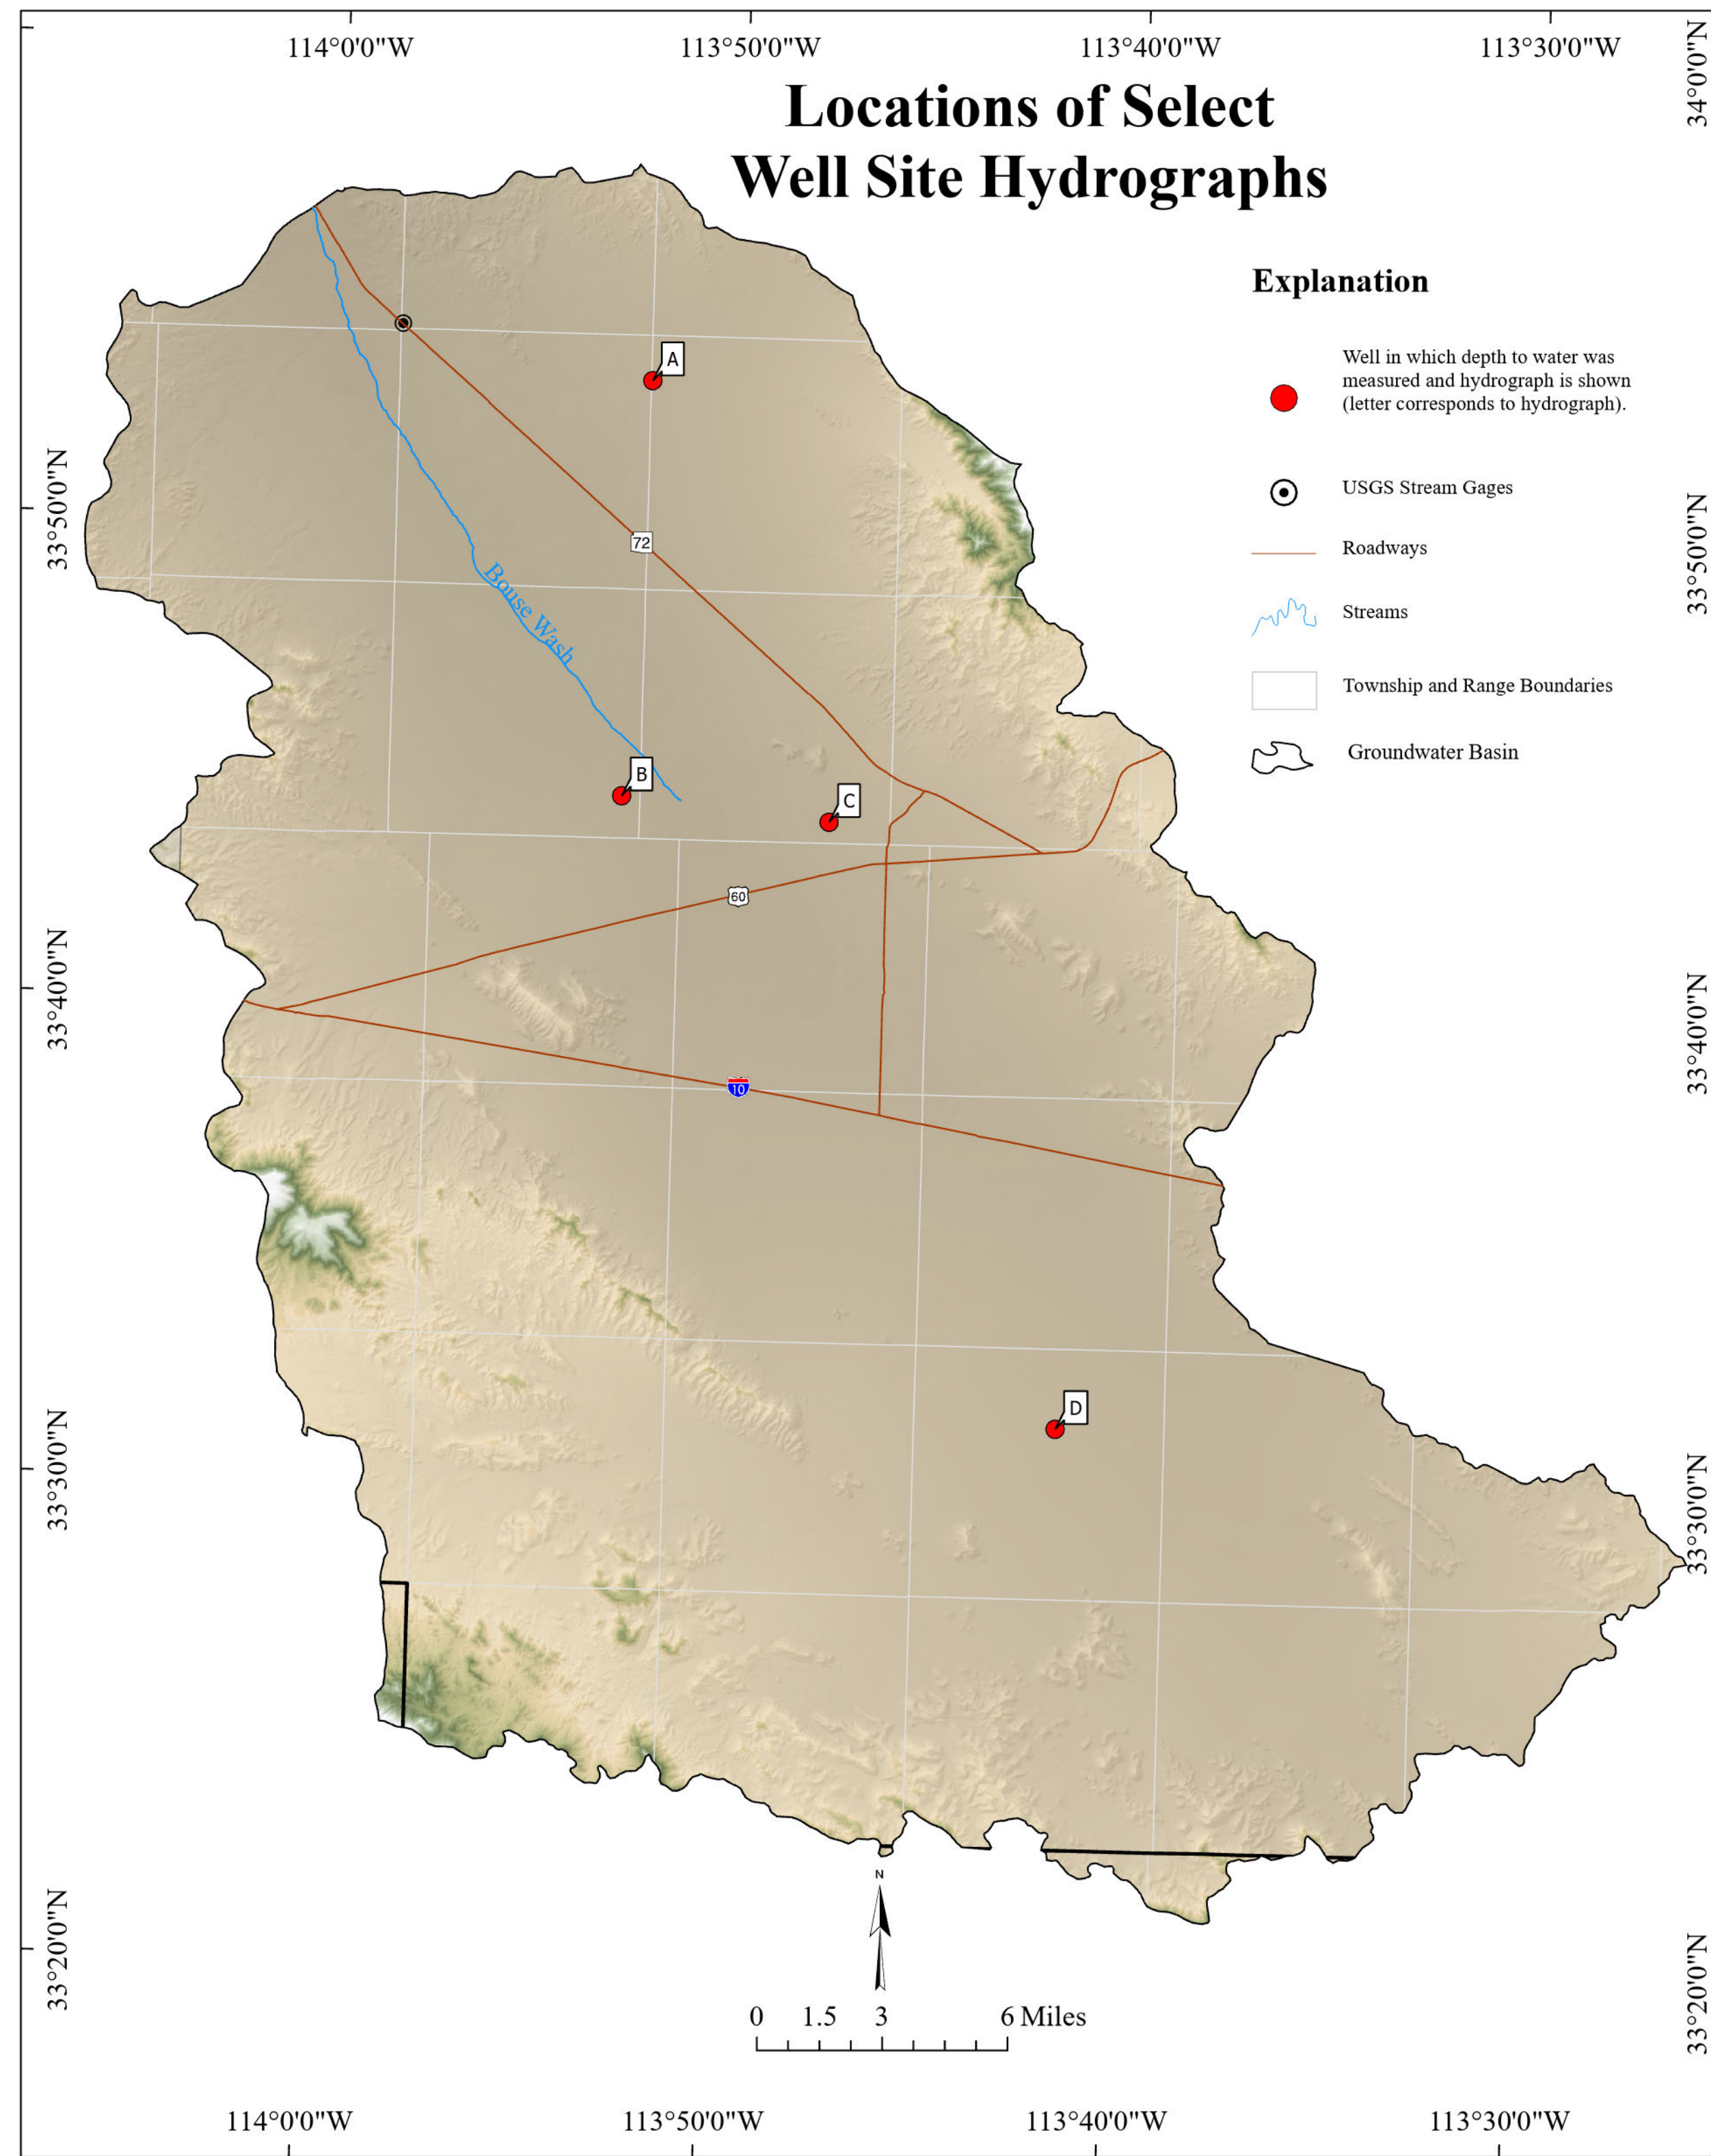 114°0'0"W
113°50'0"W
113°40'0"W
113°30'0"W
34°0'0"N
Locations of Select
Well Site Hydrographs
Explanation
Well in which depth to water was
measured and hydrograph is shown
(letter corresponds to hydrograph).
USGS Stream Gages
Roadways
Streams
Township and Range Boundaries
Groundwater Basin
A
33°50'0"N
33°50'0"N
72
Bouse Wash
B
C
60
33°40'0"N
33°40'0"N
10
D
33°30'0"N
33°30'0"N
N
33°20'0"N
33°20'0"N
0 1.5 3 6 Miles
114°0'0"W
113°50'0"W
113°40'0"W
113°30'0"W